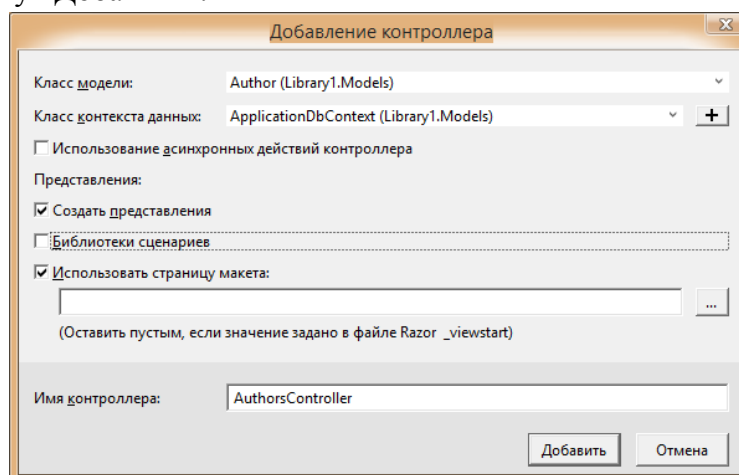 Добавление контроллера
Класс модели: Author (Library1.Models)
Класс контекста данных: ApplicationDbContext (Library1.Models) +
Использование асинхронных действий контроллера
Представления:
Создать представления
Библиотеки сценариев
Использовать страницу макета:
...
(Оставить пустым, если значение задано в файле Razor _viewstart)
Имя контроллера: AuthorsController
Добавить Отмена